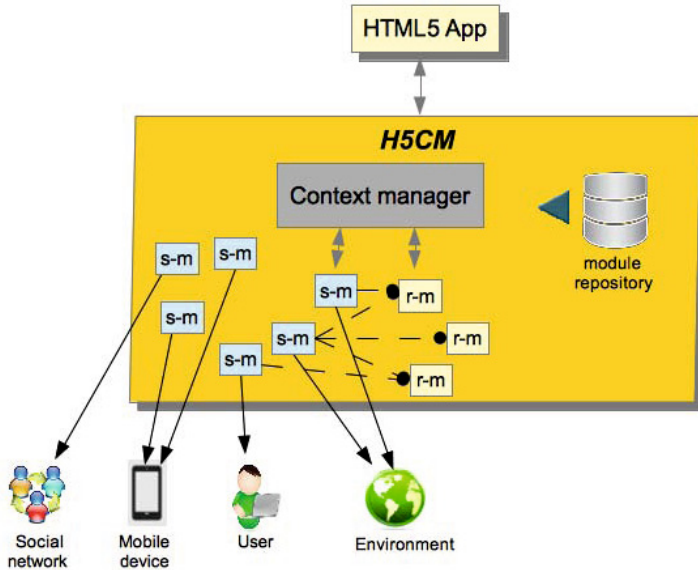 HTML5 App
H5CM
Context manager
module
repository
s-m
s-m
s-m
r-m
s-m
s-m
r-m
s-m
r-m
Social
network
Mobile
device
User
Environment